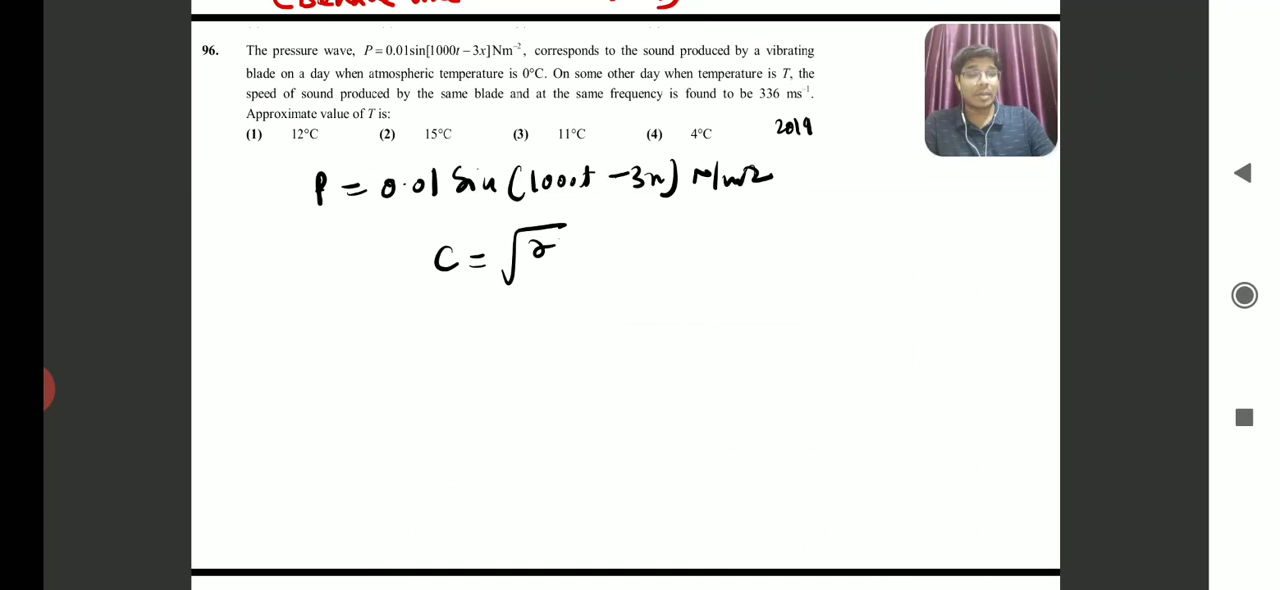 96. The pressure wave, P = 0.01sin[1000t – 3x] Nm⁻², corresponds to the sound produced by a vibrating
blade on a day when atmospheric temperature is 0°C. On some other day when temperature is T, the
speed of sound produced by the same blade and at the same frequency is found to be 336 ms⁻¹.
Approximate value of T is:
(1) 12°C (2) 15°C (3) 11°C (4) 4°C 2019
P = 0.01 Sin (1000t – 3x) N/m2
C = √γ